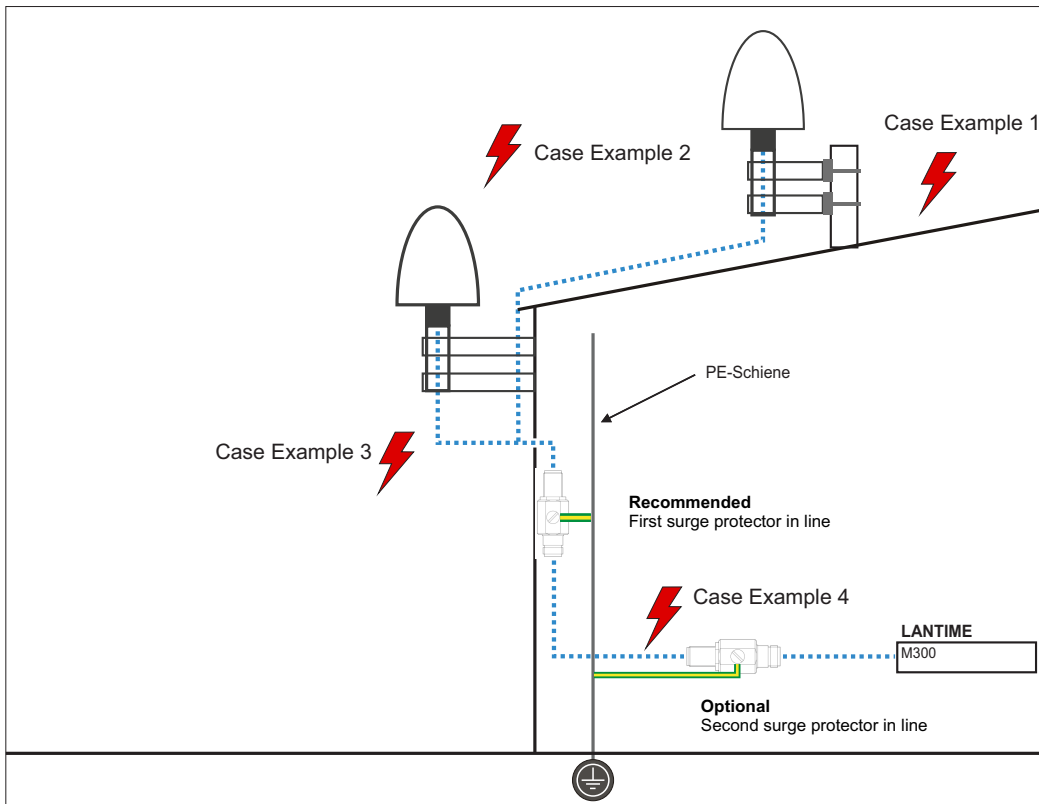 Case Example 1
Case Example 2
PE-Schiene
Case Example 3
Recommended
First surge protector in line
Case Example 4
LANTIME
M300
Optional
Second surge protector in line